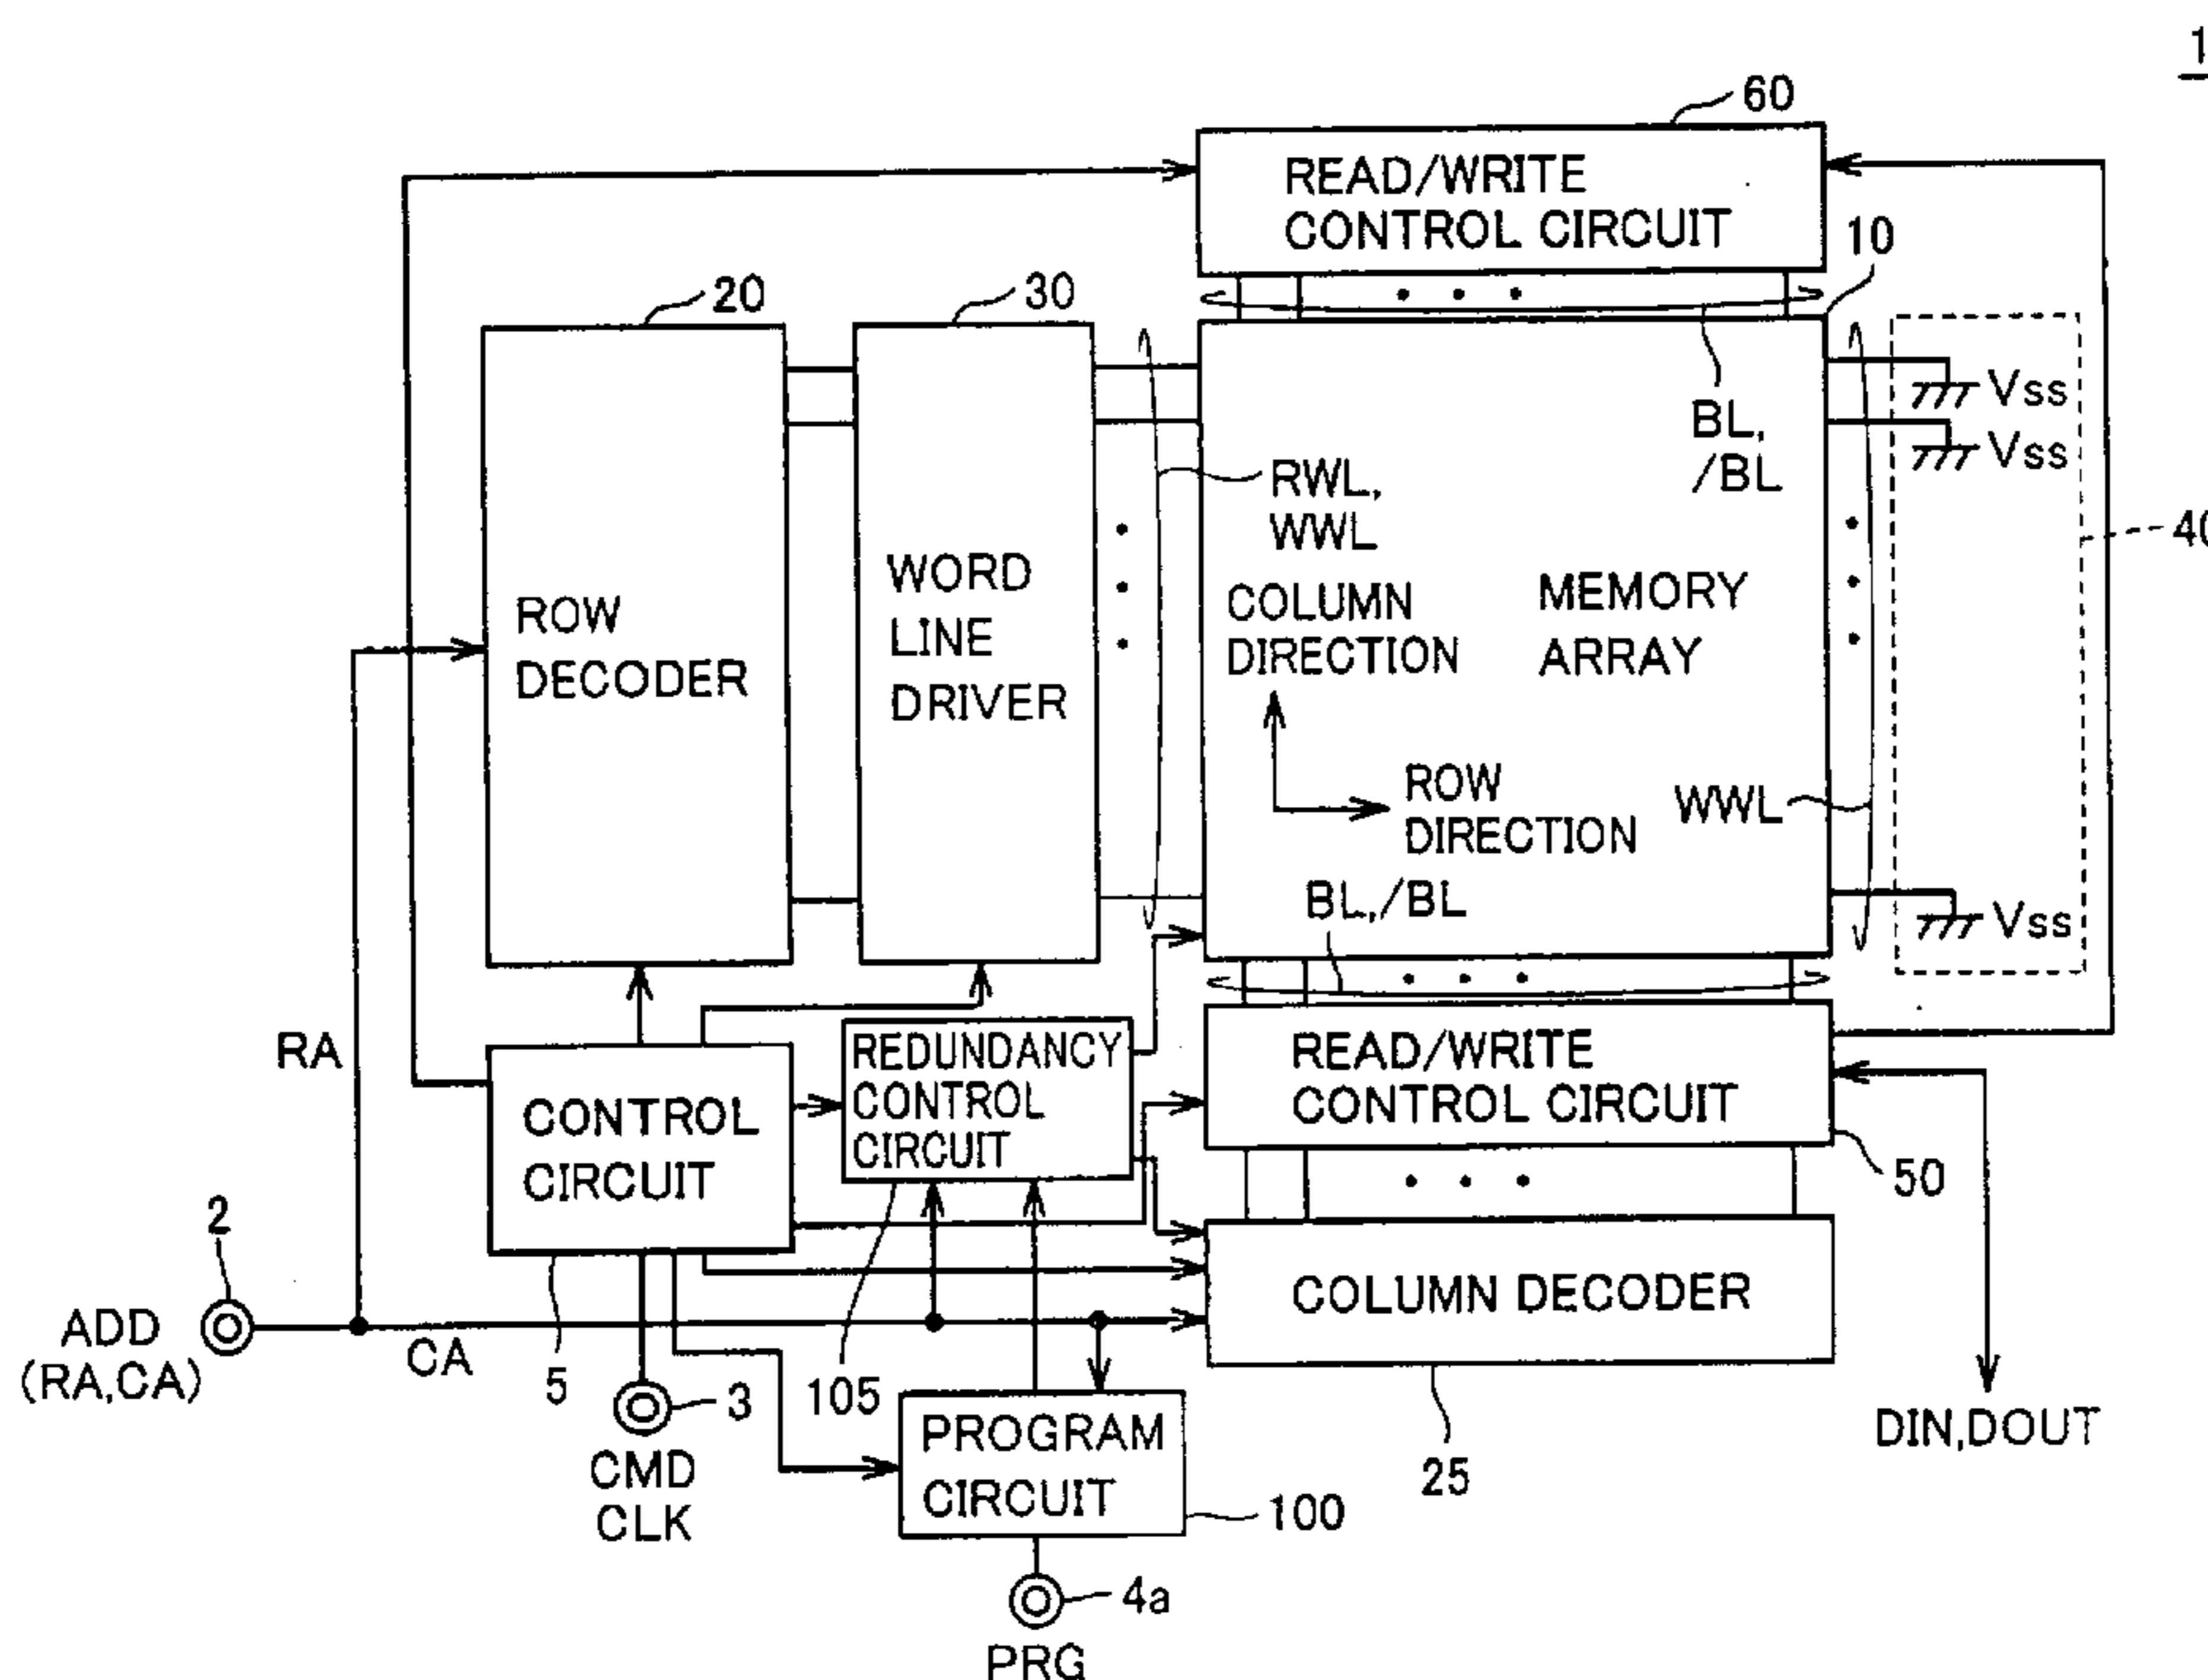 1
60
READ/WRITE
CONTROL CIRCUIT
10
20
30
Vss
Vss
BL,
/BL
RWL,
WWL
40
WORD
LINE
DRIVER
COLUMN
DIRECTION
MEMORY
ARRAY
ROW
DECODER
ROW
DIRECTION
WWL
BL,/BL
Vss
RA
REDUNDANCY
CONTROL
CIRCUIT
READ/WRITE
CONTROL CIRCUIT
CONTROL
CIRCUIT
50
2
COLUMN DECODER
ADD
(RA,CA)
CA
5
3
105
CMD
CLK
PROGRAM
CIRCUIT
25
DIN,DOUT
100
4a
PRG